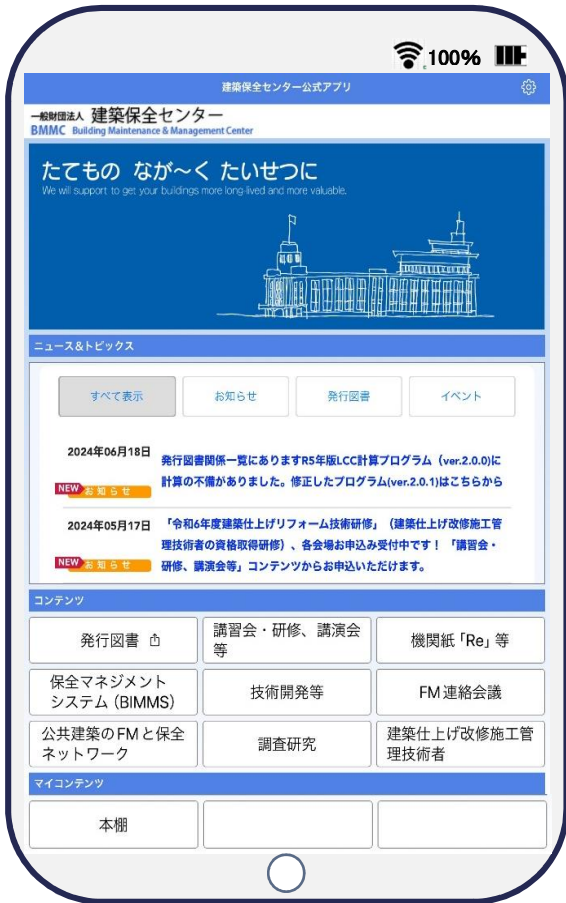 100%
建築保全センター公式アプリ
一般財団法人 建築保全センター
BMMC Building Maintenance & Management Center
たてもの なが～く たいせつに
We will support to get your buildings more long-lived and more valuable.
ニュース&トピックス
すべて表示 お知らせ 発行図書 イベント
2024年06月18日
発行図書関係一覧にありますR5年版LCC計算プログラム（ver.2.0.0)に
計算の不備がありました。修正したプログラム(ver.2.0.1)はこちらから
NEW お知らせ
2024年05月17日
「令和6年度建築仕上げリフォーム技術研修」（建築仕上げ改修施工管
理技術者の資格取得研修）、各会場お申込み受付中です！「講習会・
研修、講演会等」コンテンツからお申込いただけます。
NEW お知らせ
コンテンツ
発行図書
講習会・研修、講演会
等
機関紙「Re」等
保全マネジメント
システム（BIMMS）
技術開発等
FM連絡会議
公共建築のFMと保全
ネットワーク
調査研究
建築仕上げ改修施工管
理技術者
マイコンテンツ
本棚